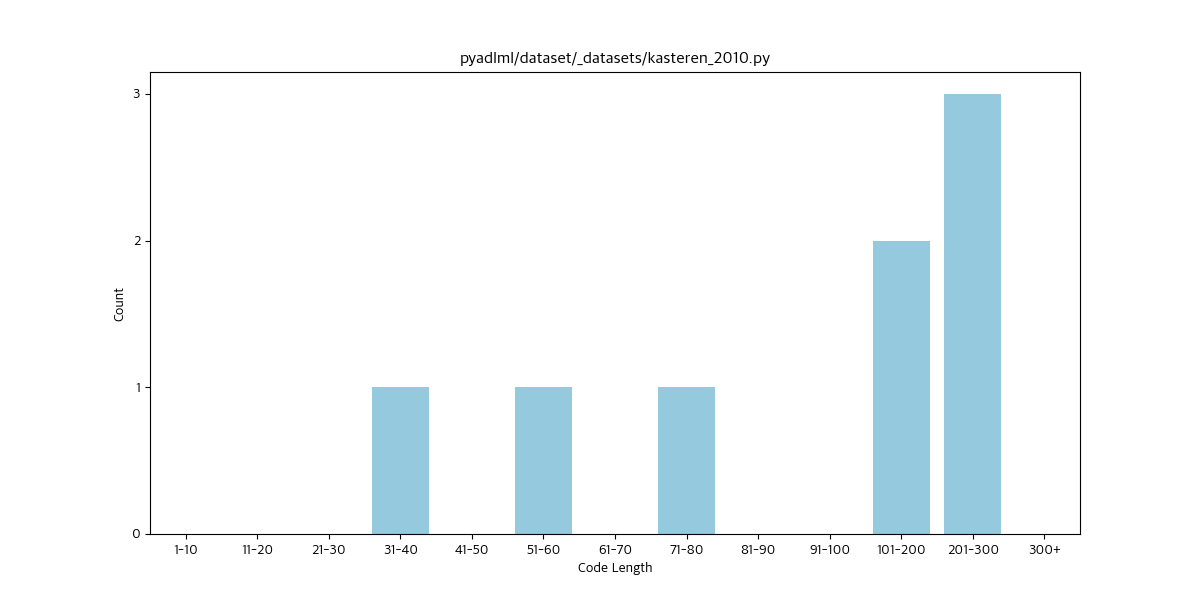 pyadlml/dataset/_datasets/kasteren_2010.py
3
2
1
0
Count
1-10 11-20 21-30 31-40 41-50 51-60 61-70 71-80 81-90 91-100 101-200 201-300 300+
Code Length